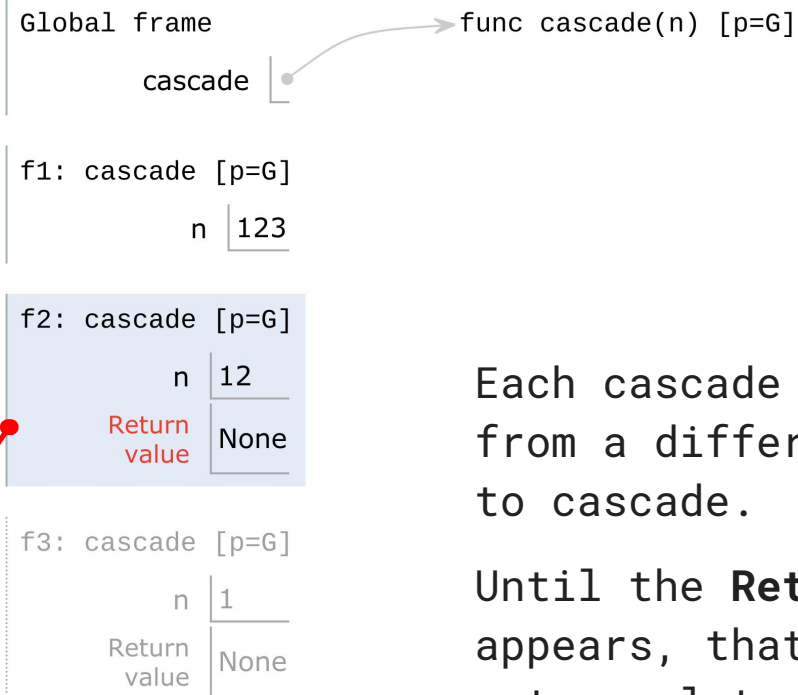 Global frame
func cascade(n) [p=G]
cascade
f1: cascade [p=G]
n 123
f2: cascade [p=G]
n 12
Return value None
f3: cascade [p=G]
n 1
Return value None
Each cascade
from a differ
to cascade.
Until the Ret
appears, that